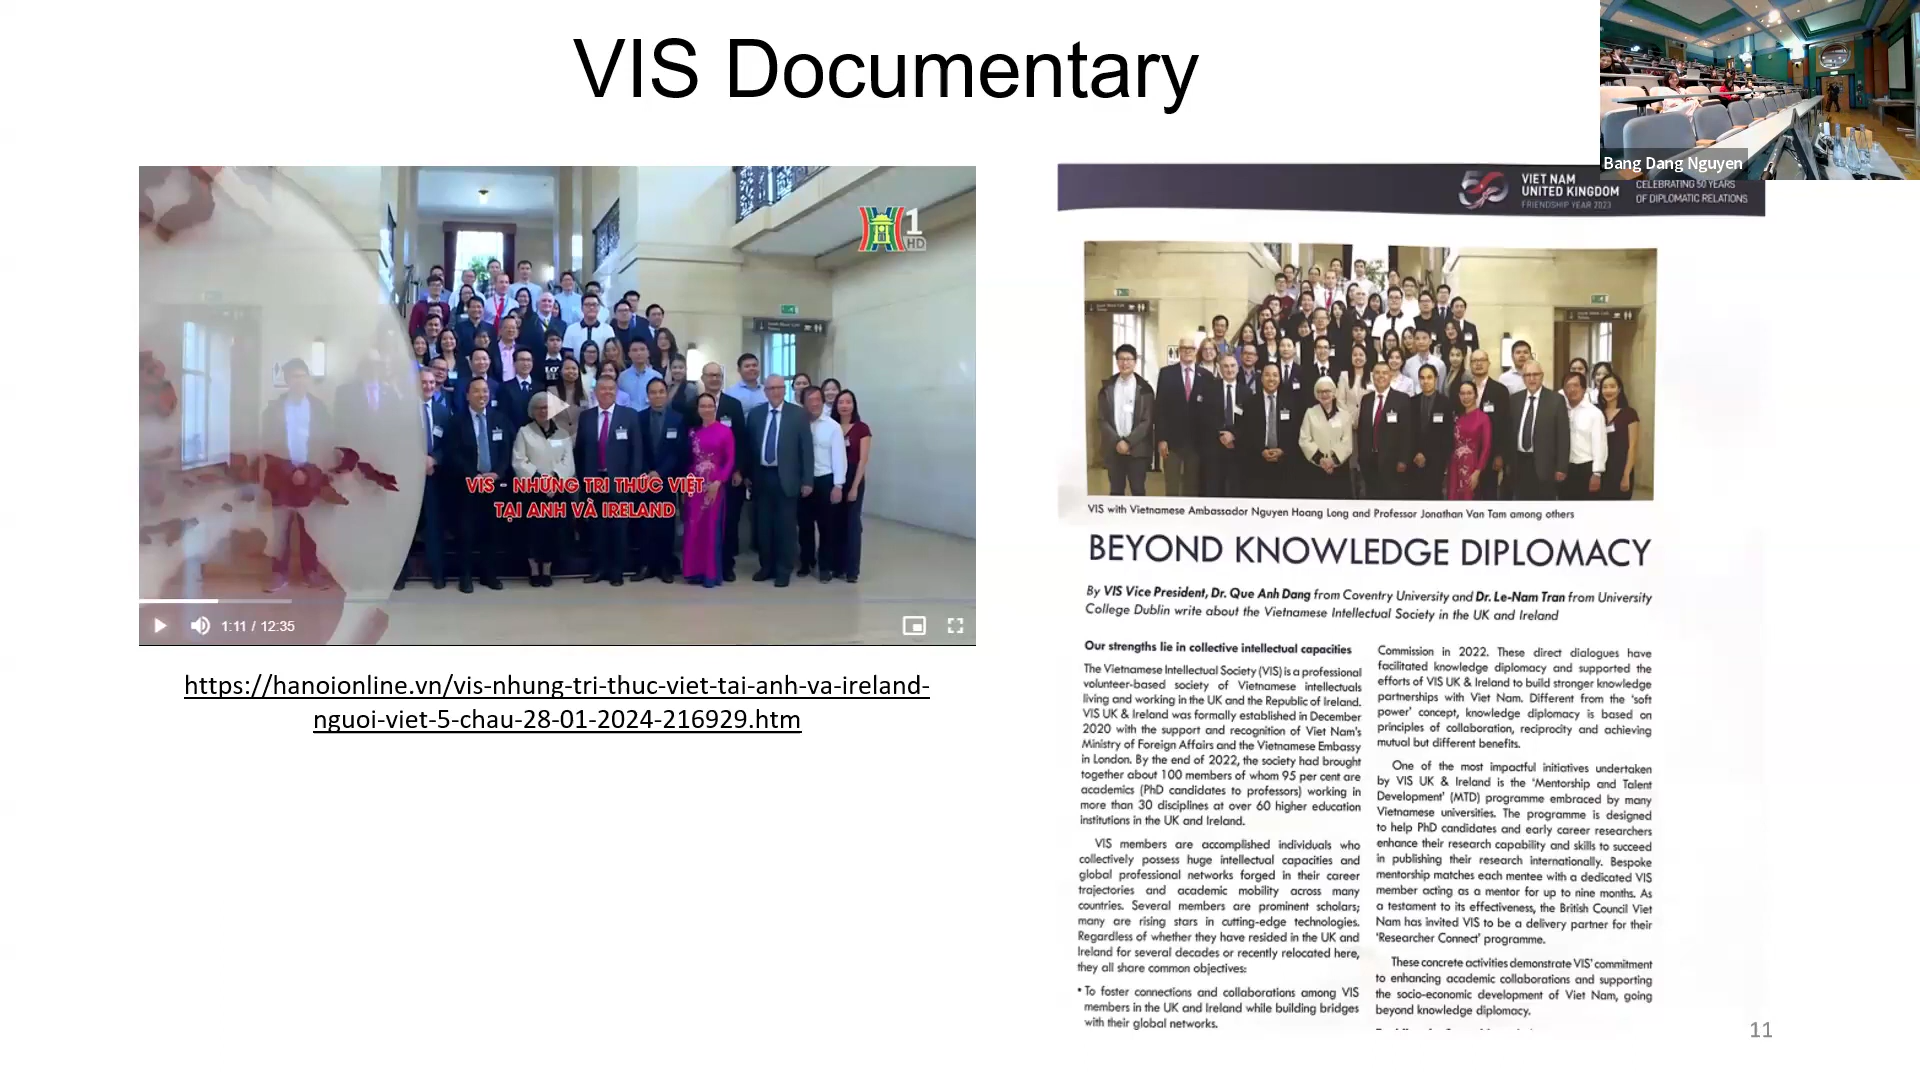 VIS Documentary
Bang Dang Nguyen
1
HD
VIS - NHỮNG TRI THỨC VIỆT
TẠI ANH VÀ IRELAND
1:11 / 12:35
https://hanoionline.vn/vis-nhung-tri-thuc-viet-tai-anh-va-ireland-
nguoi-viet-5-chau-28-01-2024-216929.htm
50
VIET NAM
UNITED KINGDOM
FRIENDSHIP YEAR 2023
CELEBRATING 50 YEARS
OF DIPLOMATIC RELATIONS
VIS with Vietnamese Ambassador Nguyen Hoang Long and Professor Jonathan Van Tam among others
BEYOND KNOWLEDGE DIPLOMACY
By VIS Vice President, Dr. Que Anh Dang from Coventry University and Dr. Le-Nam Tran from University
College Dublin write about the Vietnamese Intellectual Society in the UK and Ireland
Our strengths lie in collective intellectual capacities
The Vietnamese Intellectual Society (VIS) is a professional
volunteer-based society of Vietnamese intellectuals
living and working in the UK and the Republic of Ireland.
VIS UK & Ireland was formally established in December
2020 with the support and recognition of Viet Nam's
Ministry of Foreign Affairs and the Vietnamese Embassy
in London. By the end of 2022, the society had brought
together about 100 members of whom 95 per cent are
academics (PhD candidates to professors) working in
more than 30 disciplines at over 60 higher education
institutions in the UK and Ireland.
VIS members are accomplished individuals who
collectively possess huge intellectual capacities and
global professional networks forged in their career
trajectories and academic mobility across many
countries. Several members are prominent scholars;
many are rising stars in cutting-edge technologies.
Regardless of whether they have resided in the UK and
Ireland for several decades or recently relocated here,
they all share common objectives:
• To foster connections and collaborations among VIS
members in the UK and Ireland while building bridges
with their global networks.
Commission in 2022. These direct dialogues have
facilitated knowledge diplomacy and supported the
efforts of VIS UK & Ireland to build stronger knowledge
partnerships with Viet Nam. Different from the 'soft
power' concept, knowledge diplomacy is based on
principles of collaboration, reciprocity and achieving
mutual but different benefits.
One of the most impactful initiatives undertaken
by VIS UK & Ireland is the 'Mentorship and Talent
Development' (MTD) programme embraced by many
Vietnamese universities. The programme is designed
to help PhD candidates and early career researchers
enhance their research capability and skills to succeed
in publishing their research internationally. Bespoke
mentorship matches each mentee with a dedicated VIS
member acting as a mentor for up to nine months. As
a testament to its effectiveness, the British Council Viet
Nam has invited VIS to be a delivery partner for their
'Researcher Connect' programme.
These concrete activities demonstrate VIS' commitment
to enhancing academic collaborations and supporting
the socio-economic development of Viet Nam, going
beyond knowledge diplomacy.
11